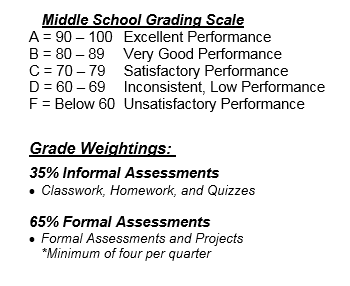 Middle School Grading Scale
A = 90 – 100 Excellent Performance
B = 80 – 89 Very Good Performance
C = 70 – 79 Satisfactory Performance
D = 60 – 69 Inconsistent, Low Performance
F = Below 60 Unsatisfactory Performance
Grade Weightings:
35% Informal Assessments
• Classwork, Homework, and Quizzes
65% Formal Assessments
• Formal Assessments and Projects
*Minimum of four per quarter